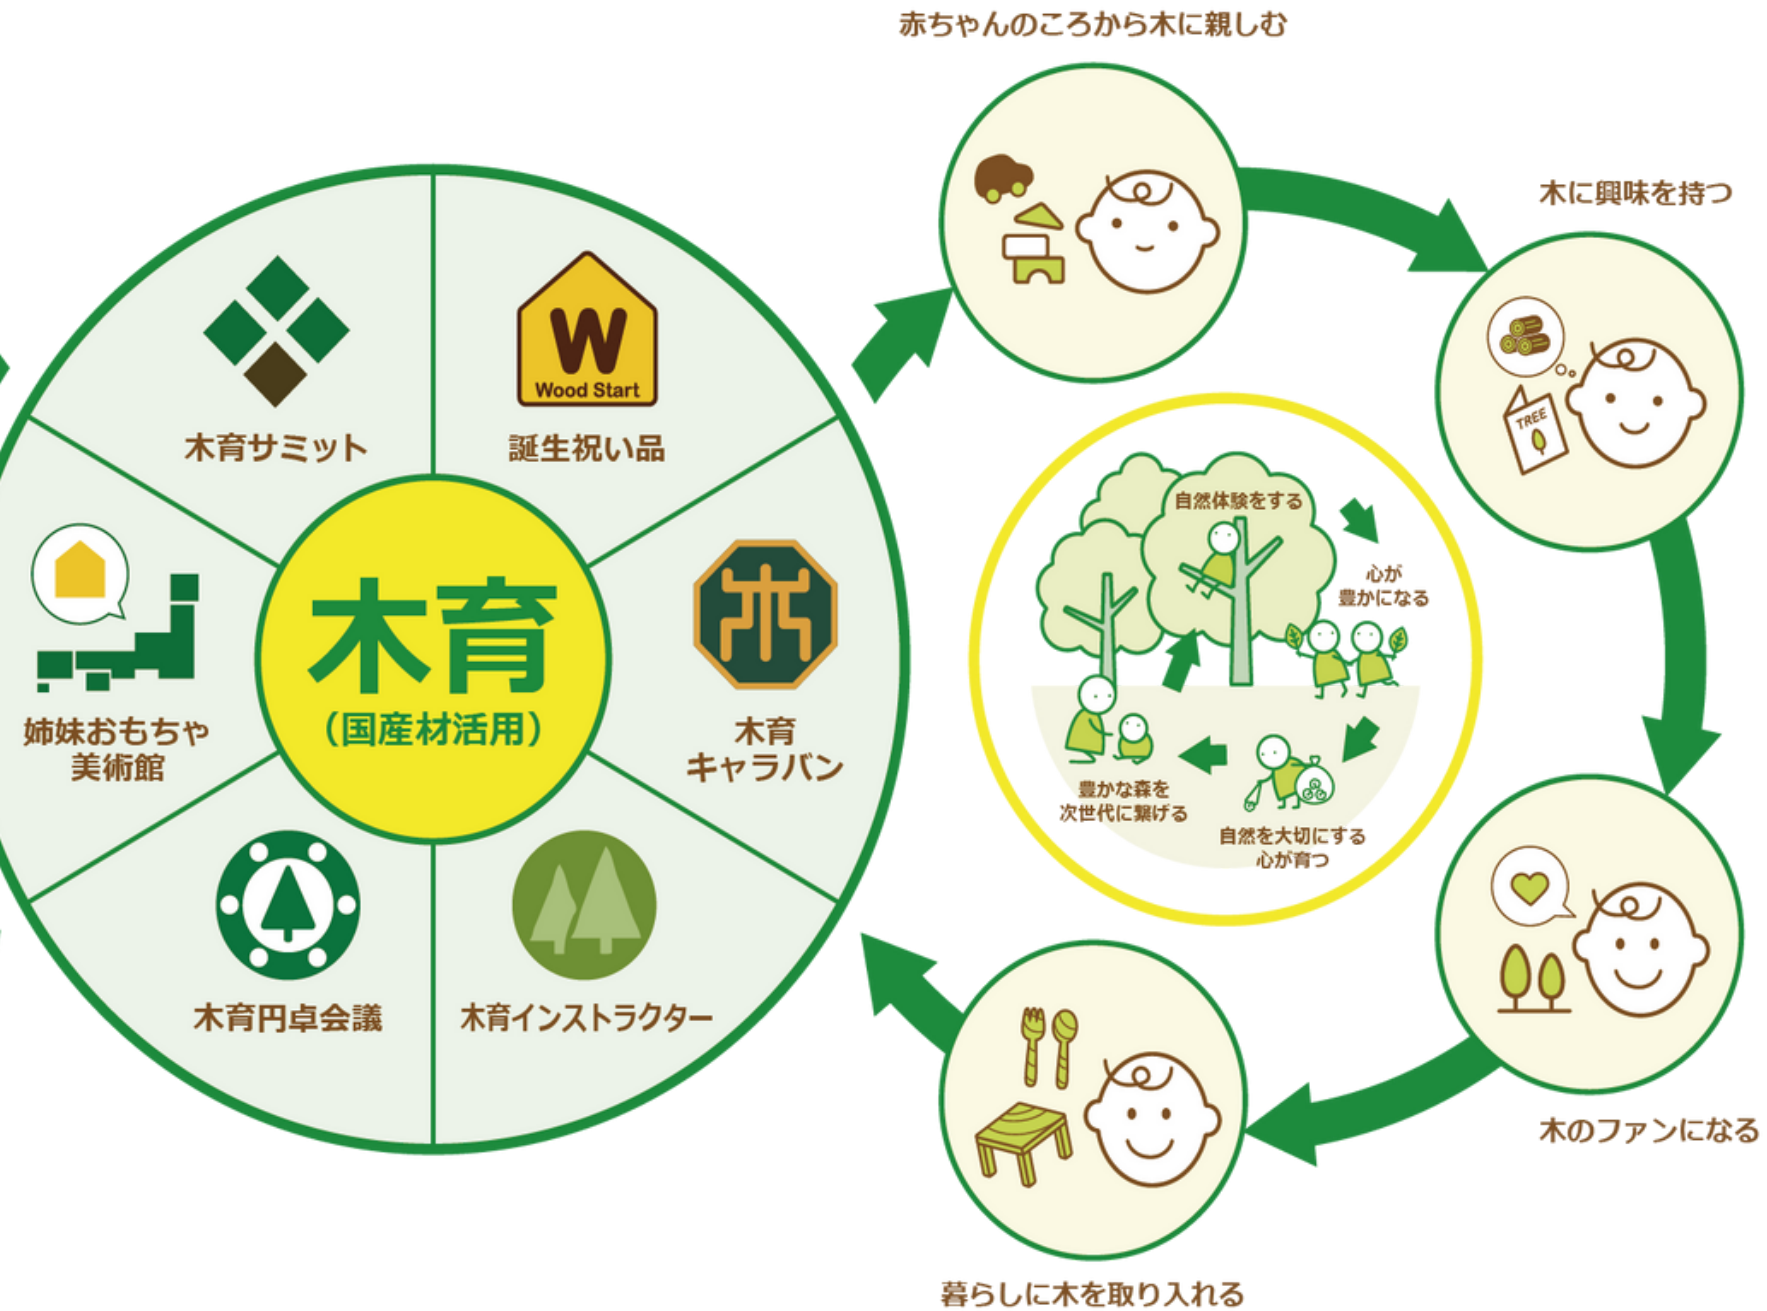 赤ちゃんのころから木に親しむ
木に興味を持つ
木のファンになる
暮らしに木を取り入れる
木育サミット
W
Wood Start
誕生祝い品
木育
キャラバン
木育インストラクター
木育円卓会議
姉妹おもちゃ
美術館
木育
（国産材活用）
自然体験をする
心が
豊かになる
自然を大切にする
心が育つ
豊かな森を
次世代に繋げる
TREE